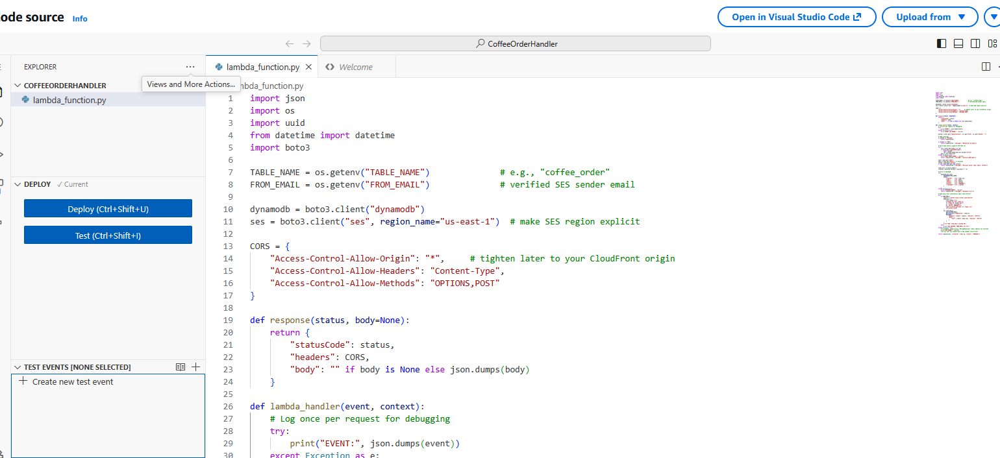 ode source Info
Open in Visual Studio Code
Upload from
CoffeeOrderHandler
EXPLORER
lambda_function.py
Welcome
COFFEEORDERHANDLER
Views and More Actions...
bda_function.py
lambda_function.py
DEPLOY Current
Deploy (Ctrl+Shift+U)
Test (Ctrl+Shift+I)
TEST EVENTS [NONE SELECTED]
Create new test event
1 import json
2 import os
3 import uuid
4 from datetime import datetime
5 import boto3
6
7 TABLE_NAME = os.getenv("TABLE_NAME") # e.g., "coffee_order"
8 FROM_EMAIL = os.getenv("FROM_EMAIL") # verified SES sender email
9
10 dynamodb = boto3.client("dynamodb")
11 ses = boto3.client("ses", region_name="us-east-1") # make SES region explicit
12
13 CORS = {
14 "Access-Control-Allow-Origin": "*", # tighten later to your CloudFront origin
15 "Access-Control-Allow-Headers": "Content-Type",
16 "Access-Control-Allow-Methods": "OPTIONS,POST"
17 }
18
19 def response(status, body=None):
20 return {
21 "statusCode": status,
22 "headers": CORS,
23 "body": "" if body is None else json.dumps(body)
24 }
25
26 def lambda_handler(event, context):
27 # Log once per request for debugging
28 try:
29 print("EVENT:", json.dumps(event))
30 except Exception as e: